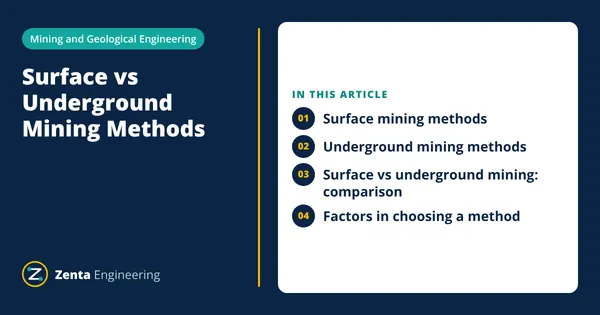 Mining and Geological Engineering
Surface vs
Underground
Mining Methods
IN THIS ARTICLE
01 Surface mining methods
02 Underground mining methods
03 Surface vs underground mining:
comparison
04 Factors in choosing a method
Z Zenta Engineering